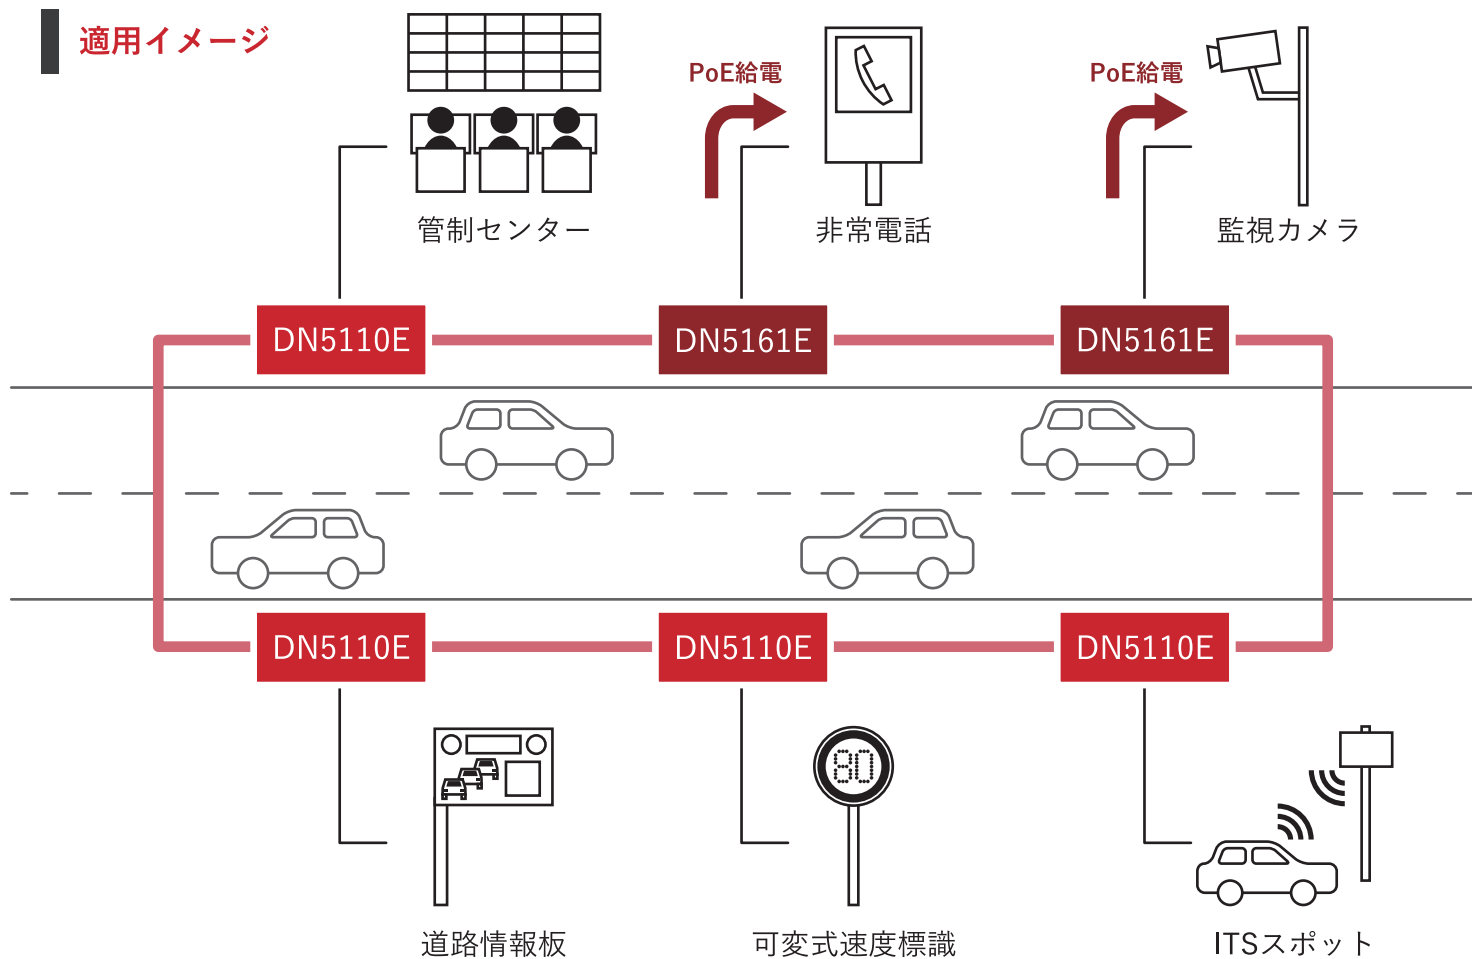 適用イメージ
PoE給電
PoE給電
管制センター
非常電話
監視カメラ
DN5110E
DN5161E
DN5161E
DN5110E
DN5110E
DN5110E
80
道路情報板
可変式速度標識
ITSスポット